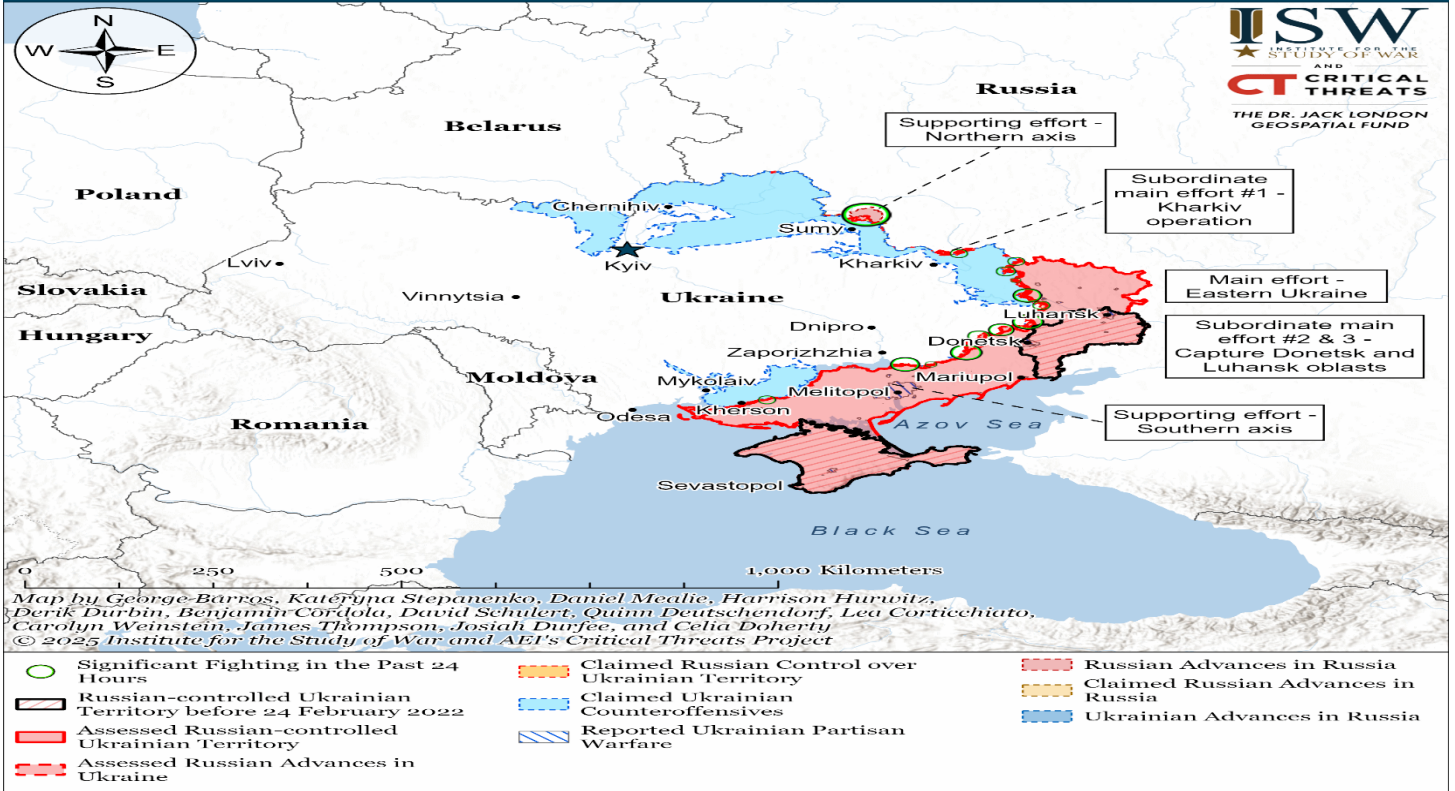 N
W
E
S
ISW
INSTITUTE FOR THE
STUDY OF WAR
AND
CT CRITICAL
THREATS
THE DR. JACK LONDON
GEOSPATIAL FUND
Russia
Supporting effort -
Northern axis
Belarus
Subordinate
main effort #1 -
Kharkiv
operation
Poland
Chernihiv
Sumy
Lviv
Kyiv
Kharkiv
Slovakia
Main effort -
Eastern Ukraine
Vinnytsia
Ukraine
Luhansk
Hungary
Dnipro
Donetsk
Subordinate main
effort #2 & 3 -
Capture Donetsk and
Luhansk oblasts
Zaporizhzhia
Moldova
Mykolaiv
Mariupol
Melitopol
Kherson
Odesa
Romania
Supporting effort -
Southern axis
Azov Sea
Sevastopol
Black Sea
0 250 500 1,000 Kilometers
Map by George Barros, Kateryna Stepanenko, Daniel Mealie, Harrison Hurwitz,
Derik Durbin, Benjamin Cordola, David Schulert, Quinn Deutschendorf, Lea Corticchiato,
Carolyn Weinstein, James Thompson, Josiah Durfee, and Celia Doherty
© 2025 Institute for the Study of War and AEI's Critical Threats Project
Significant Fighting in the Past 24
Hours
Russian-controlled Ukrainian
Territory before 24 February 2022
Assessed Russian-controlled
Ukrainian Territory
Assessed Russian Advances in
Ukraine
Claimed Russian Control over
Ukrainian Territory
Claimed Ukrainian
Counteroffensives
Reported Ukrainian Partisan
Warfare
Russian Advances in Russia
Claimed Russian Advances in
Russia
Ukrainian Advances in Russia